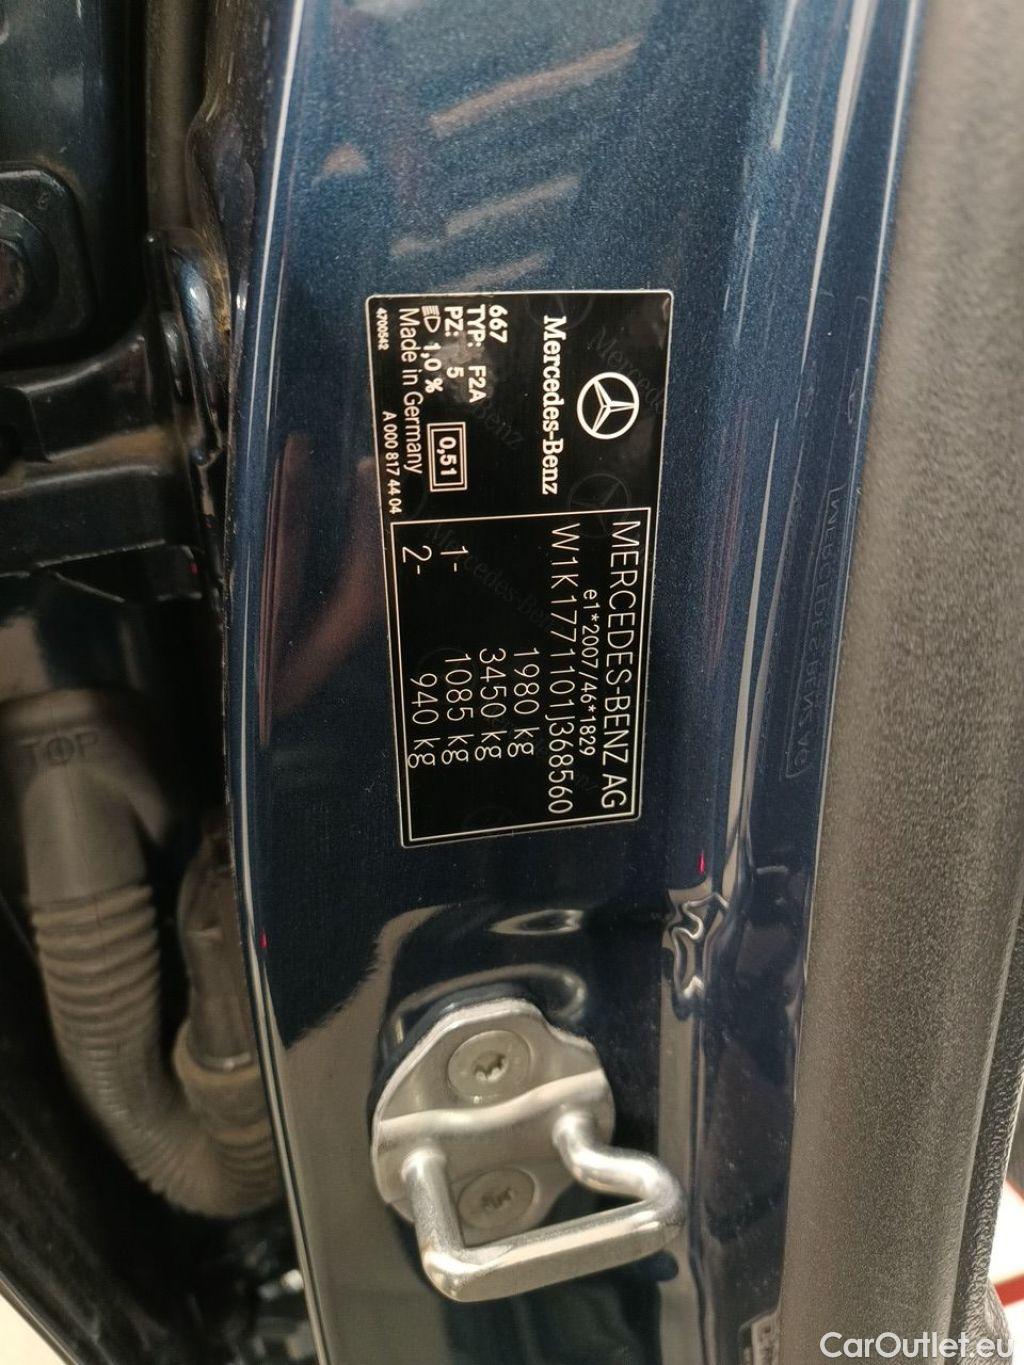 Mercedes-Benz
667
TYP: F2A
PZ: 5
1,0 %
0,51
Made in Germany
4700542
A 000 817 44 04
MERCEDES-BENZ AG
e1*2007/46*1829
W1K1771101J368560
1980 kg
3450 kg
1- 1085 kg
2- 940 kg
TOP
CarOutlet.eu